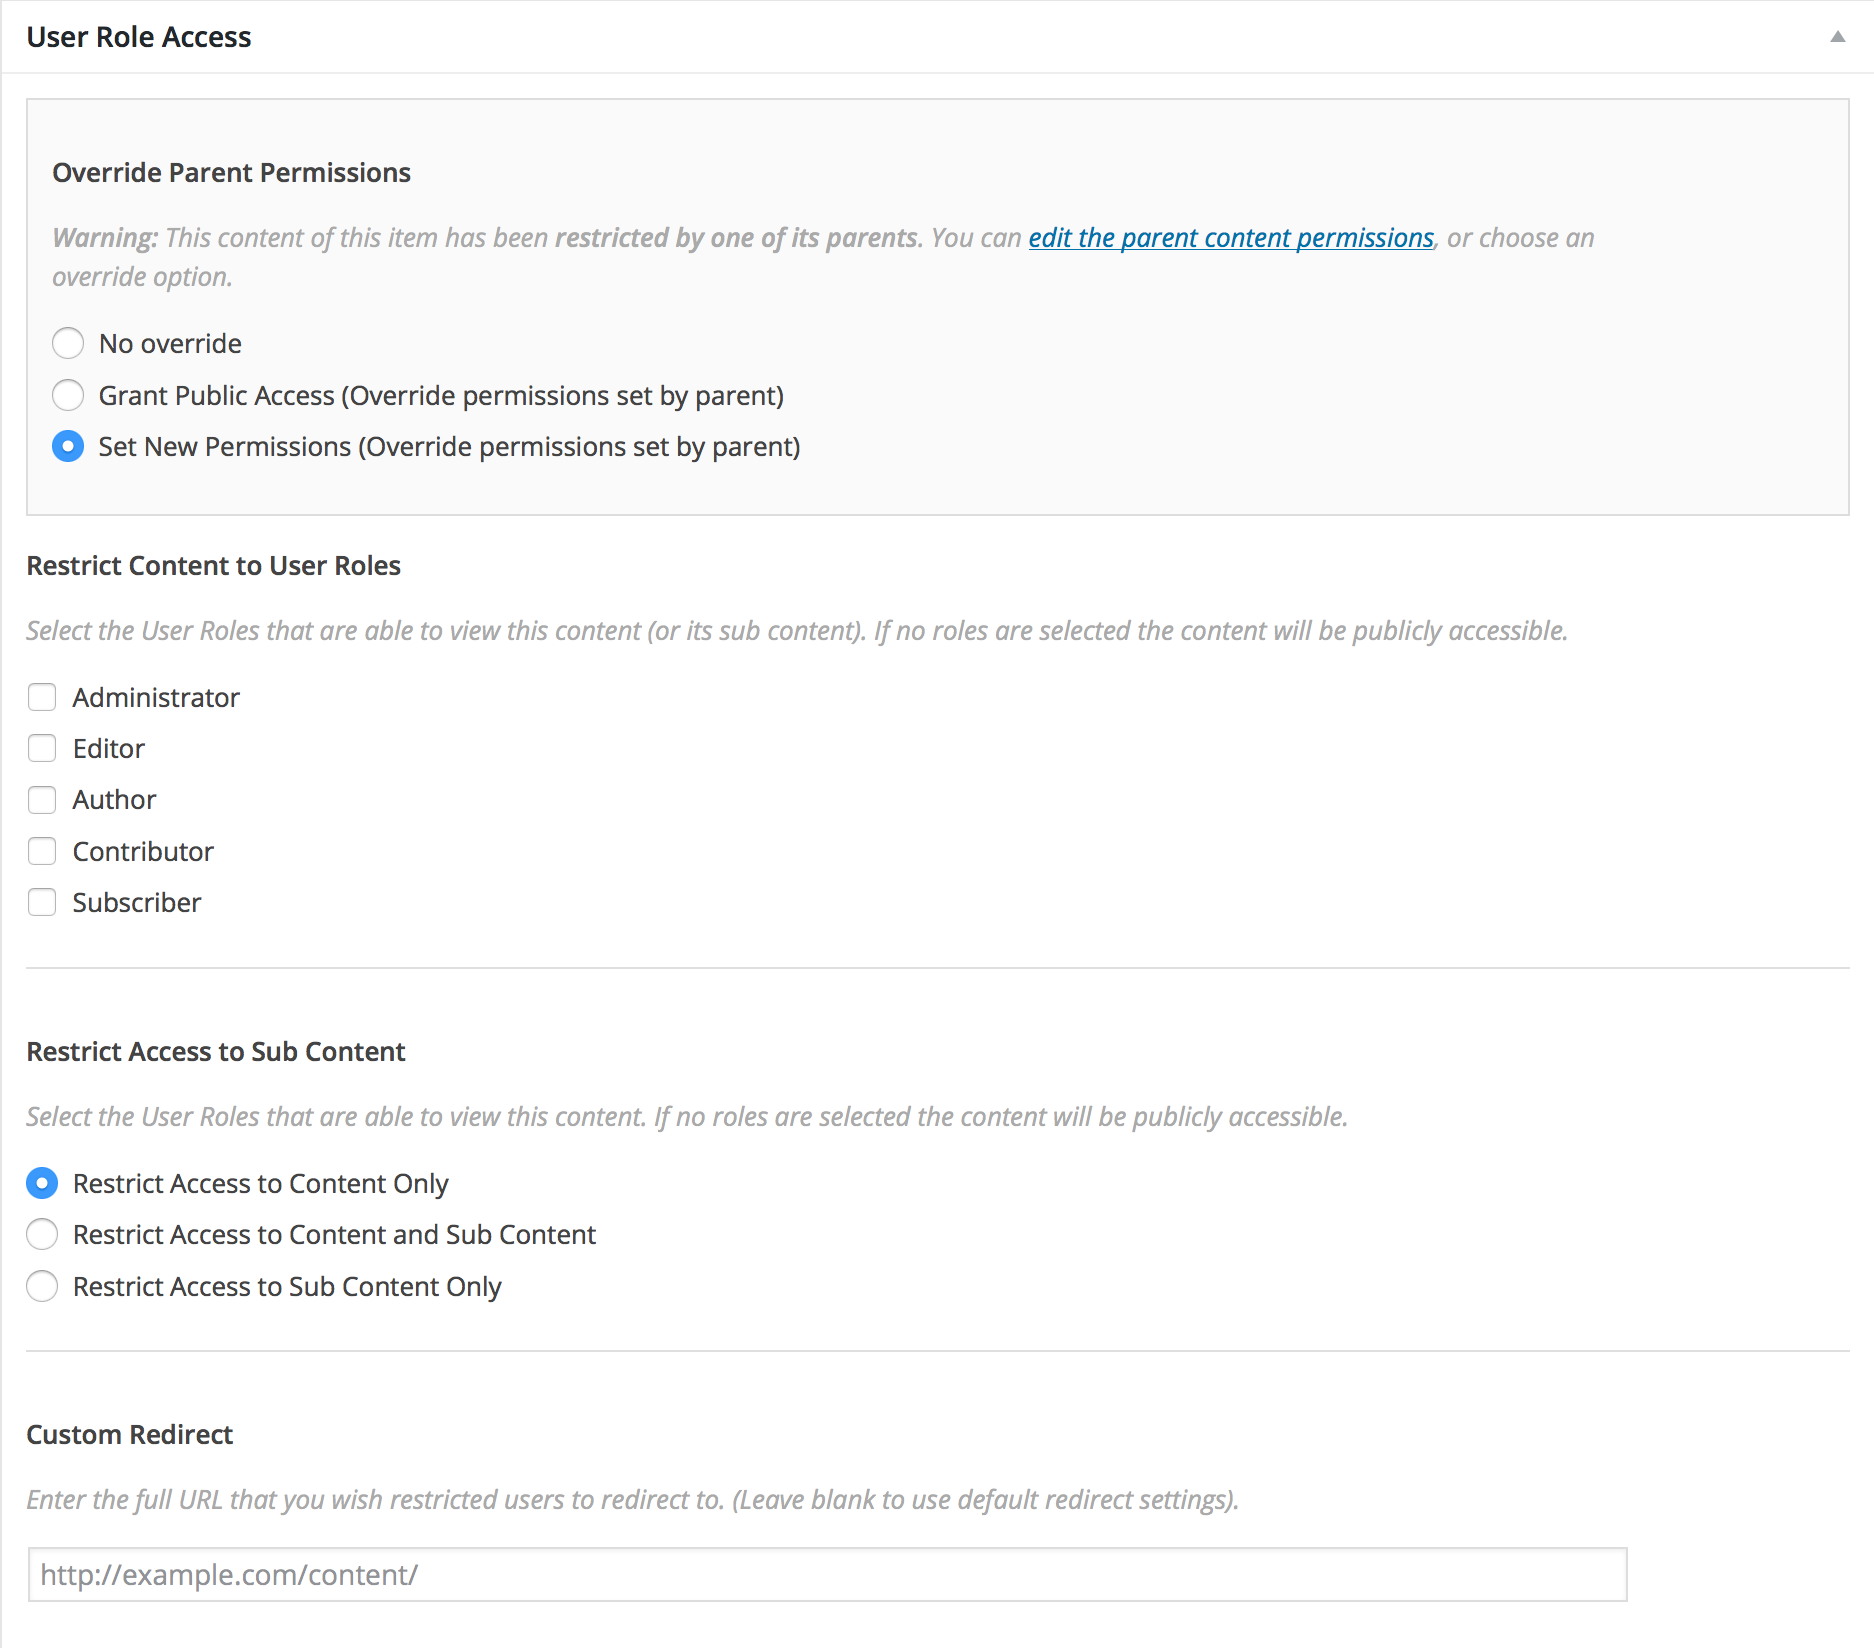 User Role Access
Override Parent Permissions
Warning: This content of this item has been restricted by one of its parents. You can edit the parent content permissions, or choose an
override option.
No override
Grant Public Access (Override permissions set by parent)
Set New Permissions (Override permissions set by parent)
Restrict Content to User Roles
Select the User Roles that are able to view this content (or its sub content). If no roles are selected the content will be publicly accessible.
Administrator
Editor
Author
Contributor
Subscriber
Restrict Access to Sub Content
Select the User Roles that are able to view this content. If no roles are selected the content will be publicly accessible.
Restrict Access to Content Only
Restrict Access to Content and Sub Content
Restrict Access to Sub Content Only
Custom Redirect
Enter the full URL that you wish restricted users to redirect to. (Leave blank to use default redirect settings).
http://example.com/content/